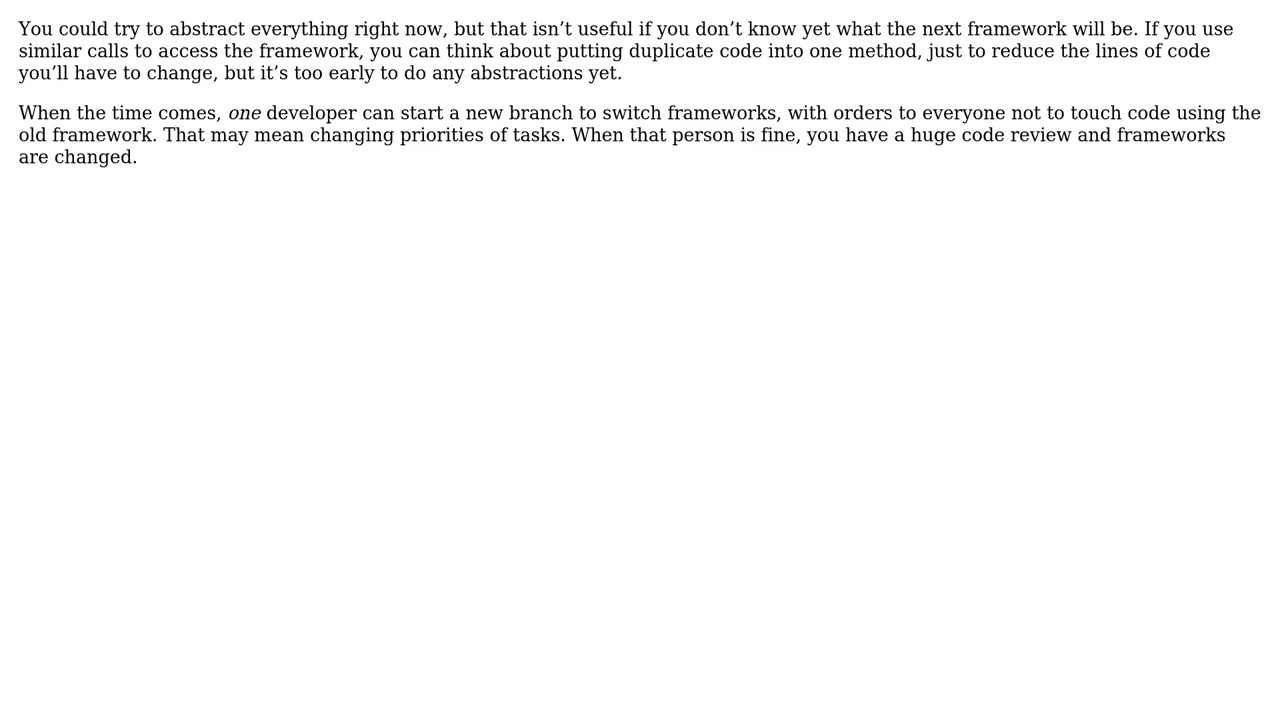 You could try to abstract everything right now, but that isn’t useful if you don’t know yet what the next framework will be. If you use
similar calls to access the framework, you can think about putting duplicate code into one method, just to reduce the lines of code
you’ll have to change, but it’s too early to do any abstractions yet.
When the time comes, one developer can start a new branch to switch frameworks, with orders to everyone not to touch code using the
old framework. That may mean changing priorities of tasks. When that person is fine, you have a huge code review and frameworks
are changed.